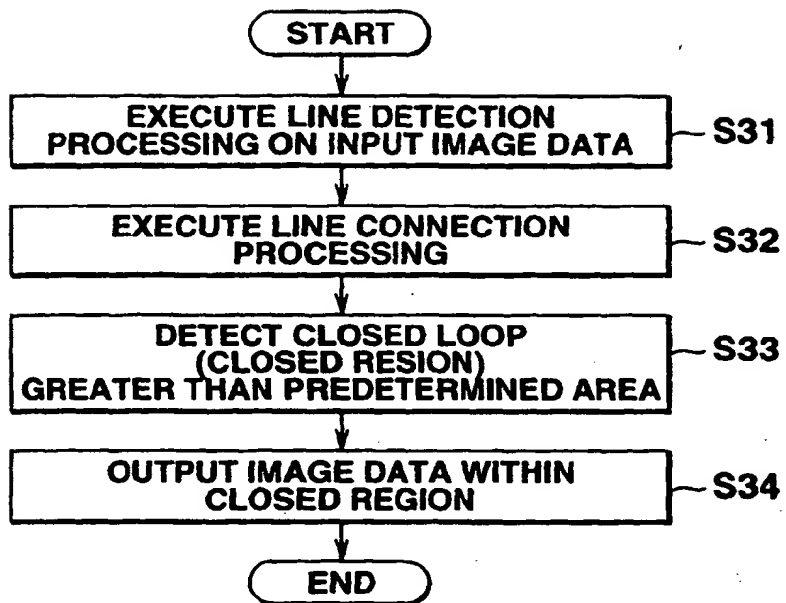 START
EXECUTE LINE DETECTION
PROCESSING ON INPUT IMAGE DATA
S31
EXECUTE LINE CONNECTION
PROCESSING
S32
DETECT CLOSED LOOP
(CLOSED RESION)
GREATER THAN PREDETERMINED AREA
S33
OUTPUT IMAGE DATA WITHIN
CLOSED REGION
S34
END